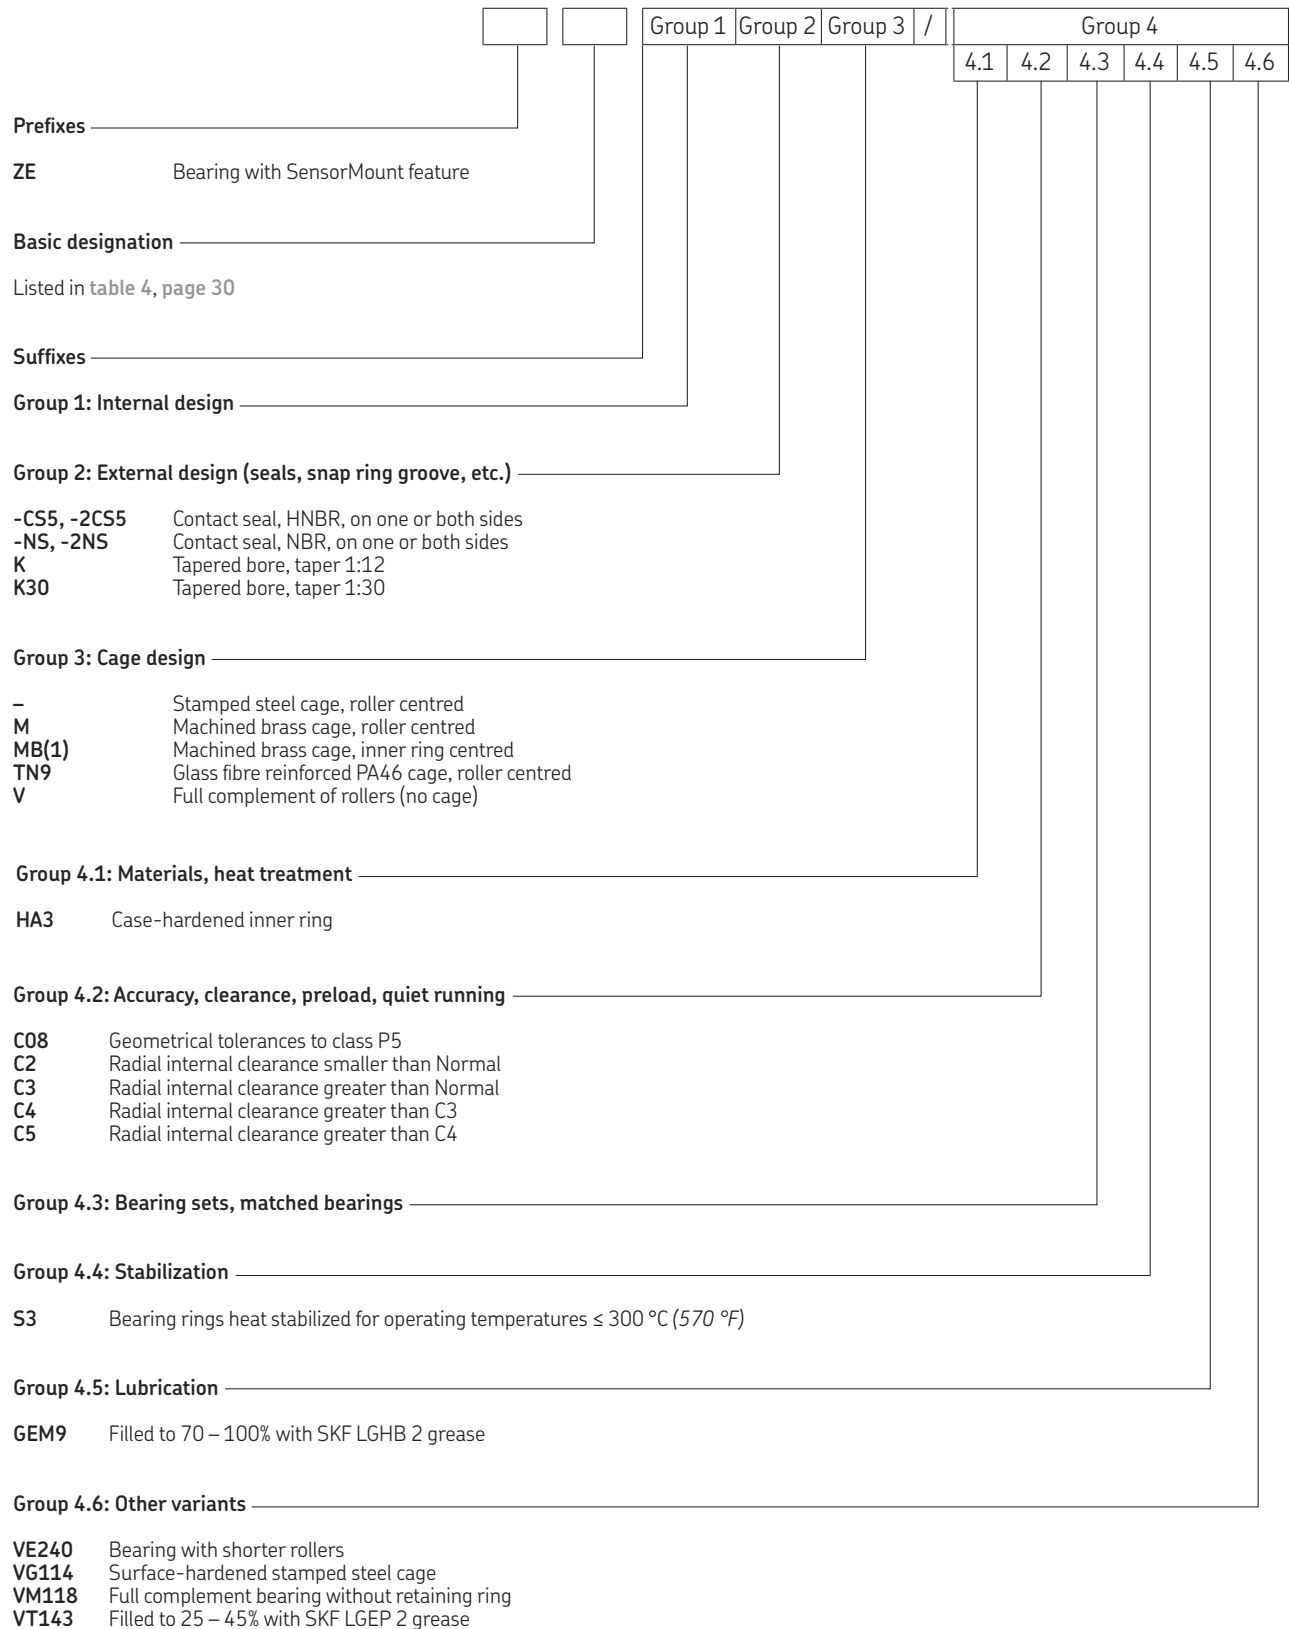 Group 1 Group 2 Group 3 / Group 4
4.1 4.2 4.3 4.4 4.5 4.6
Prefixes
ZE Bearing with SensorMount feature
Basic designation
Listed in table 4, page 30
Suffixes
Group 1: Internal design
Group 2: External design (seals, snap ring groove, etc.)
-CS5, -2CS5 Contact seal, HNBR, on one or both sides
-NS, -2NS Contact seal, NBR, on one or both sides
K Tapered bore, taper 1:12
K30 Tapered bore, taper 1:30
Group 3: Cage design
– Stamped steel cage, roller centred
M Machined brass cage, roller centred
MB(1) Machined brass cage, inner ring centred
TN9 Glass fibre reinforced PA46 cage, roller centred
V Full complement of rollers (no cage)
Group 4.1: Materials, heat treatment
HA3 Case-hardened inner ring
Group 4.2: Accuracy, clearance, preload, quiet running
C08 Geometrical tolerances to class P5
C2 Radial internal clearance smaller than Normal
C3 Radial internal clearance greater than Normal
C4 Radial internal clearance greater than C3
C5 Radial internal clearance greater than C4
Group 4.3: Bearing sets, matched bearings
Group 4.4: Stabilization
S3 Bearing rings heat stabilized for operating temperatures ≤ 300 °C (570 °F)
Group 4.5: Lubrication
GEM9 Filled to 70 – 100% with SKF LGHB 2 grease
Group 4.6: Other variants
VE240 Bearing with shorter rollers
VG114 Surface-hardened stamped steel cage
VM118 Full complement bearing without retaining ring
VT143 Filled to 25 – 45% with SKF LGEP 2 grease